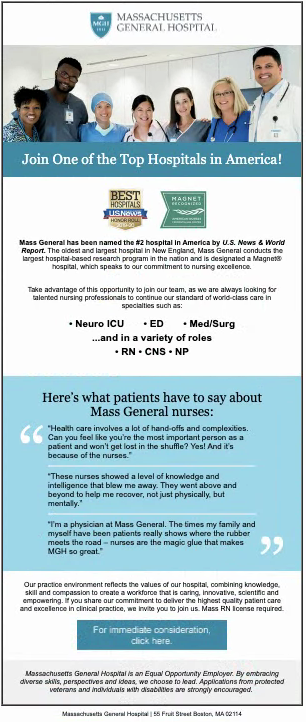 MASSACHUSETTS
GENERAL HOSPITAL
MGH
1811
Join One of the Top Hospitals in America!
BEST
HOSPITALS
U.S.News
HONOR ROLL
MAGNET
RECOGNIZED
Mass General has been named the #2 hospital in America by U.S. News & World
Report. The oldest and largest hospital in New England, Mass General conducts the
largest hospital-based research program in the nation and is designated a Magnet®
hospital, which speaks to our commitment to nursing excellence.
Take advantage of this opportunity to join our team, as we are always looking for
talented nursing professionals to continue our standard of world-class care in
specialties such as:
• Neuro ICU • ED • Med/Surg
...and in a variety of roles
• RN • CNS • NP
Here's what patients have to say about
Mass General nurses:
“Health care involves a lot of hand-offs and complexities.
Can you feel like you're the most important person as a
patient and won't get lost in the shuffle? Yes! And it's
because of the nurses.”
“These nurses showed a level of knowledge and
intelligence that blew me away. They went above and
beyond to help me recover, not just physically, but
mentally.”
“I'm a physician at Mass General. The times my family and
myself have been patients really shows where the rubber
meets the road – nurses are the magic glue that makes
MGH so great.”
Our practice environment reflects the values of our hospital, combining knowledge,
skill and compassion to create a workforce that is caring, innovative, scientific and
empowering. If you share our commitment to deliver the highest quality patient care
and excellence in clinical practice, we invite you to join us. Mass RN license required.
For immediate consideration,
click here.
Massachusetts General Hospital is an Equal Opportunity Employer. By embracing
diverse skills, perspectives and ideas, we choose to lead. Applications from protected
veterans and individuals with disabilities are strongly encouraged.
Massachusetts General Hospital | 55 Fruit Street Boston, MA 02114